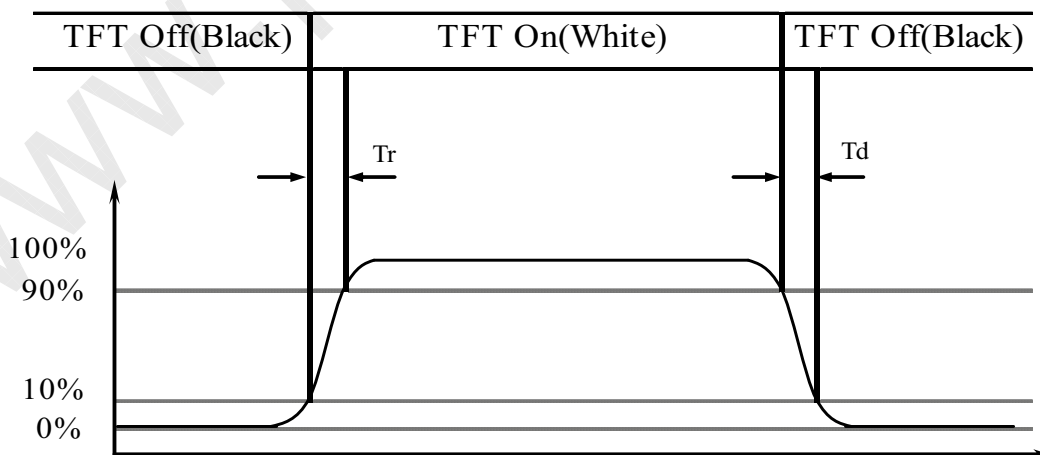 TFT Off(Black) TFT On(White) TFT Off(Black)
Tr Td
100%
90%
10%
0%